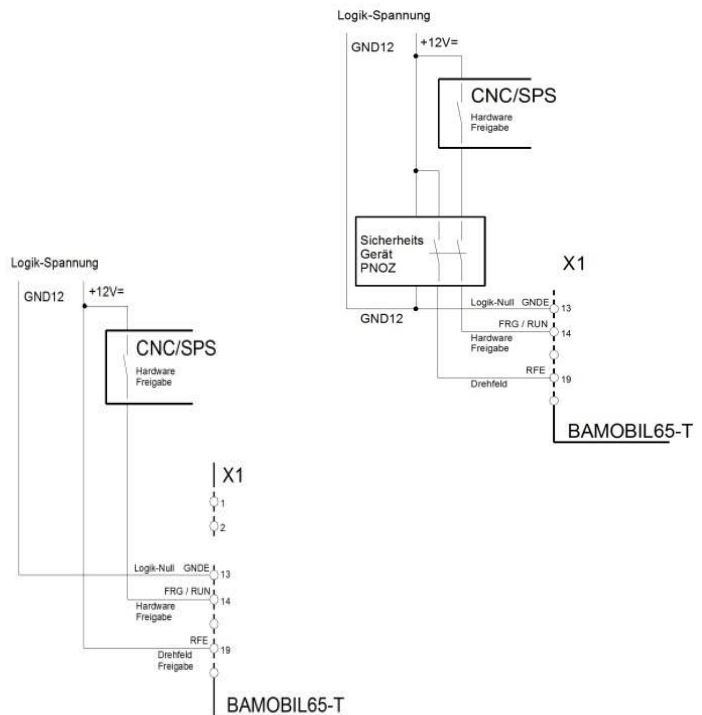 Logik-Spannung
GND12
+12V=
CNC/SPS
Hardware
Freigabe
Sicherheits
Gerät
PNOZ
X1
Logik-Null GNDE 13
GND12
FRG / RUN 14
Hardware
Freigabe
RFE 19
Drehfeld
BAMOBIL65-T
Logik-Spannung
GND12
+12V=
CNC/SPS
Hardware
Freigabe
X1
1
2
Logik-Null GNDE 13
FRG / RUN 14
Hardware
Freigabe
RFE 19
Drehfeld
Freigabe
BAMOBIL65-T